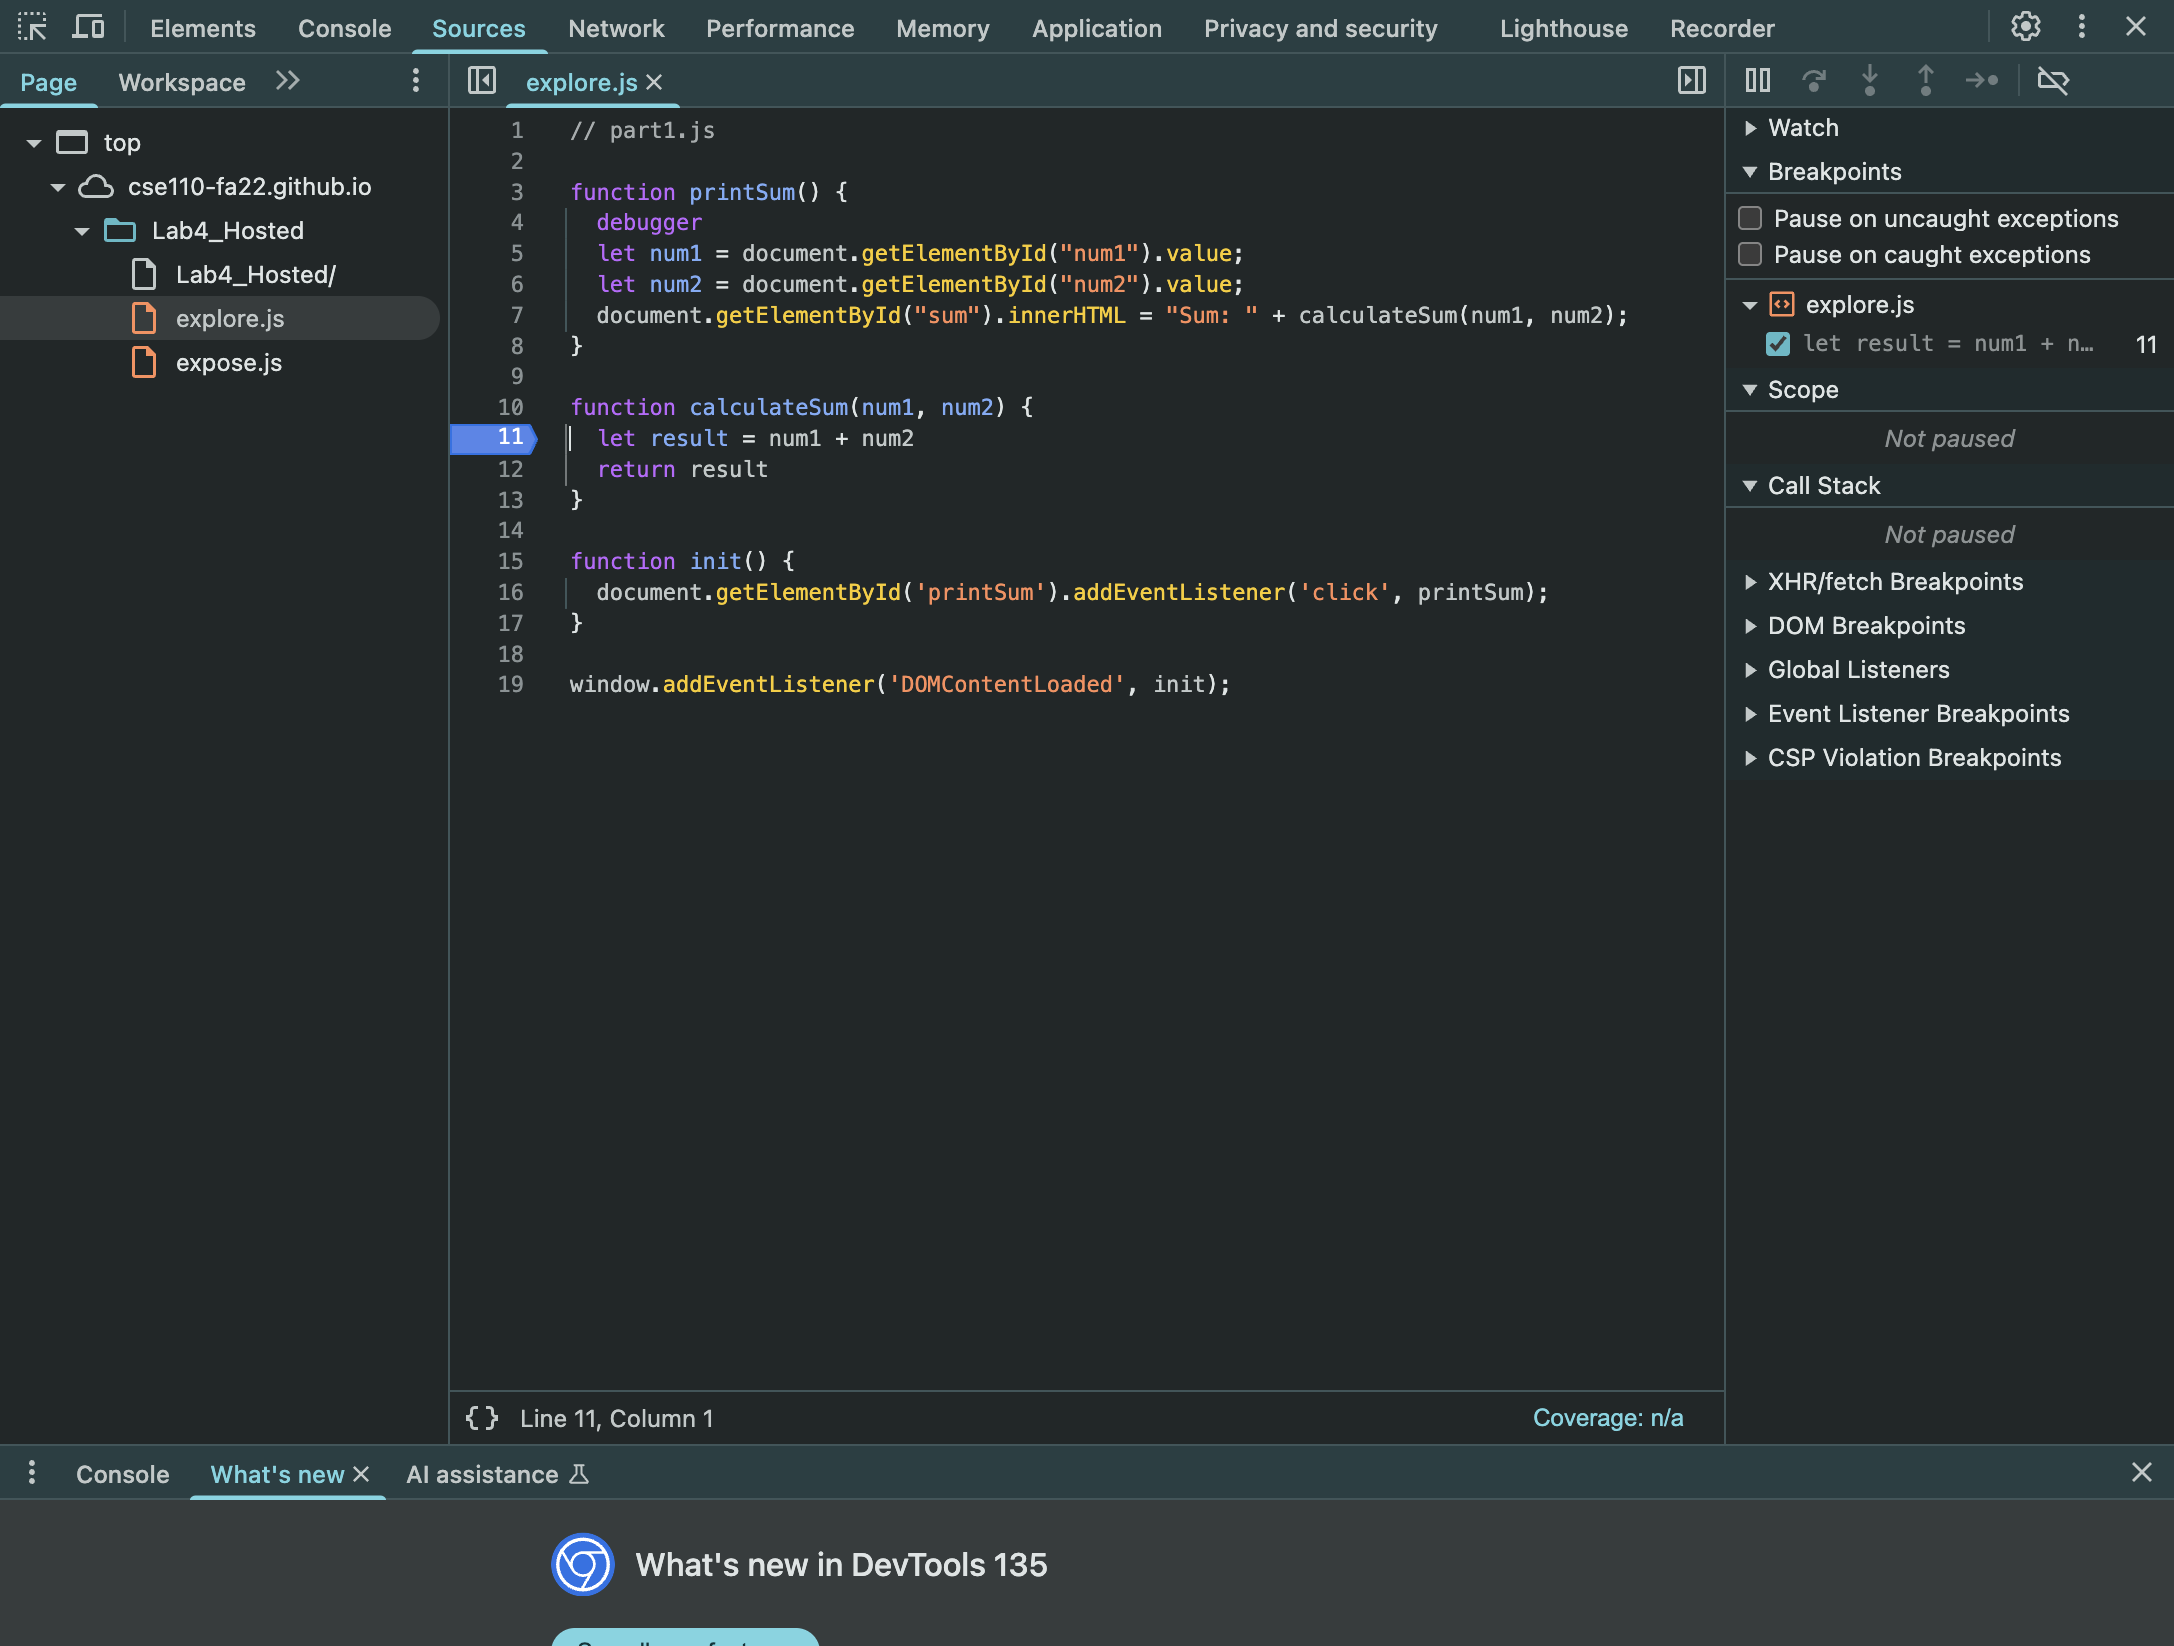 Elements Console Sources Network Performance Memory Application Privacy and security Lighthouse Recorder
Page Workspace
explore.js
top
cse110-fa22.github.io
Lab4_Hosted
Lab4_Hosted/
explore.js
expose.js
1 // part1.js
2
3 function printSum() {
4 debugger
5 let num1 = document.getElementById("num1").value;
6 let num2 = document.getElementById("num2").value;
7 document.getElementById("sum").innerHTML = "Sum: " + calculateSum(num1, num2);
8 }
9
10 function calculateSum(num1, num2) {
11 let result = num1 + num2
12 return result
13 }
14
15 function init() {
16 document.getElementById('printSum').addEventListener('click', printSum);
17 }
18
19 window.addEventListener('DOMContentLoaded', init);
{} Line 11, Column 1 Coverage: n/a
Watch
Breakpoints
Pause on uncaught exceptions
Pause on caught exceptions
explore.js
let result = num1 + n… 11
Scope
Not paused
Call Stack
Not paused
XHR/fetch Breakpoints
DOM Breakpoints
Global Listeners
Event Listener Breakpoints
CSP Violation Breakpoints
Console What's new AI assistance
What's new in DevTools 135